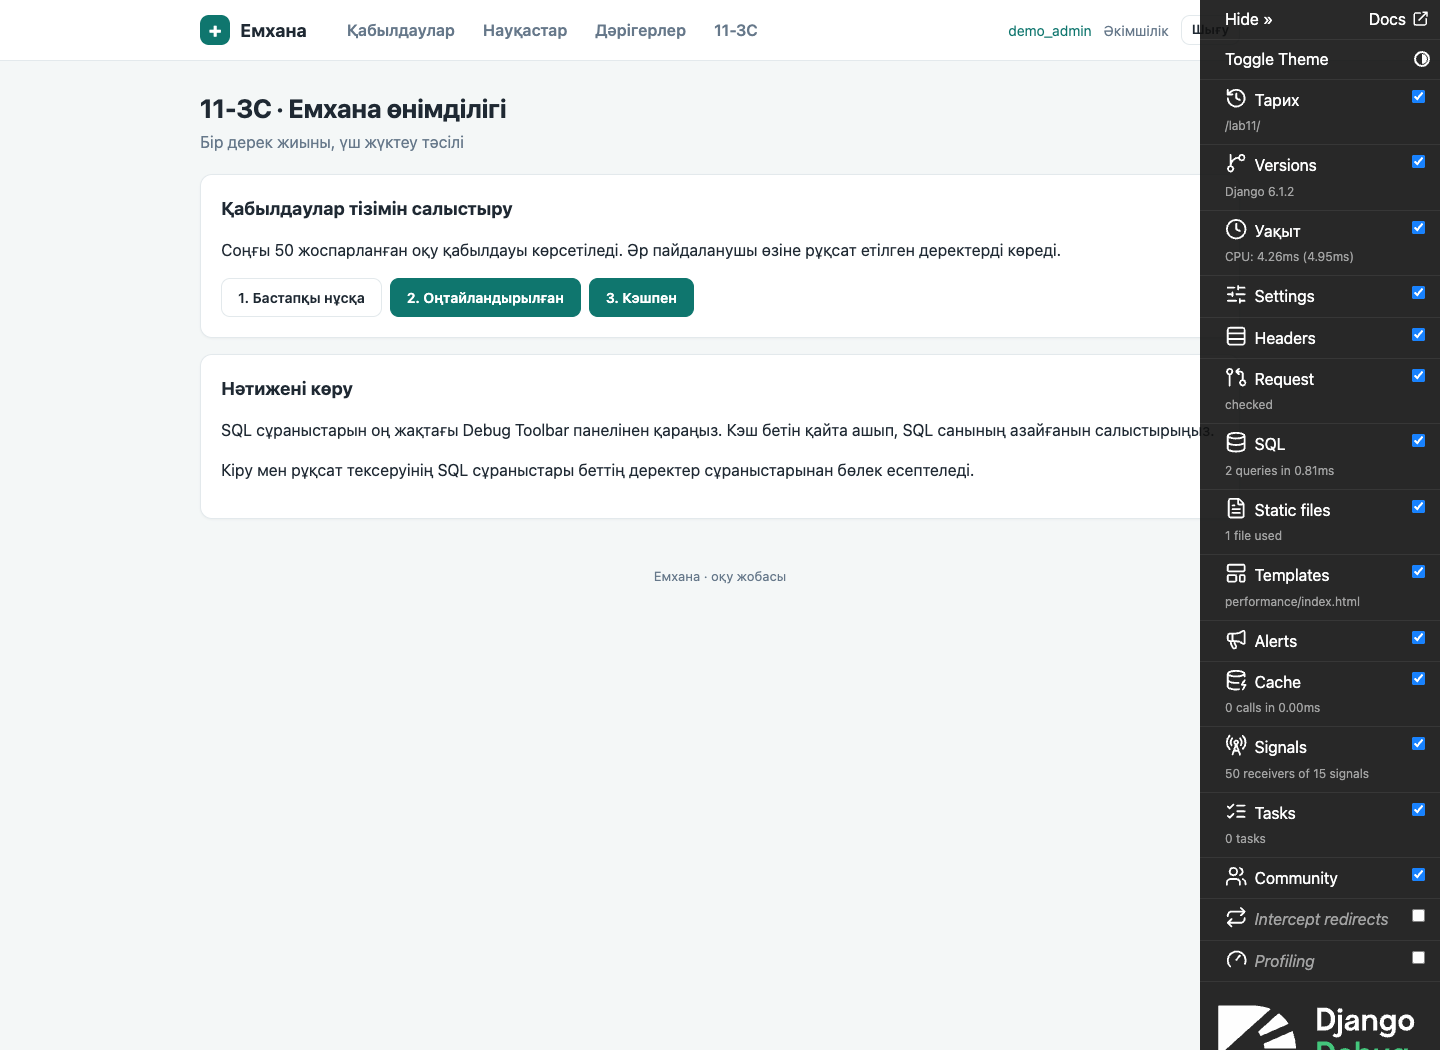 Емхана
Қабылдаулар
Науқастар
Дәрігерлер
11-ЗС
demo_admin
Әкімшілік
Шығу
11-ЗС · Емхана өнімділігі
Бір дерек жиыны, үш жүктеу тәсілі
Қабылдаулар тізімін салыстыру
Соңғы 50 жоспарланған оқу қабылдауы көрсетіледі. Әр пайдаланушы өзіне рұқсат етілген деректерді көреді.
1. Бастапқы нұсқа
2. Оңтайландырылған
3. Кэшпен
Нәтижені көру
SQL сұраныстарын оң жақтағы Debug Toolbar панелінен қараңыз. Кэш бетін қайта ашып, SQL санының азайғанын салыстырыңыз.
Кіру мен рұқсат тексеруінің SQL сұраныстары беттің деректер сұраныстарынан бөлек есептеледі.
Емхана · оқу жобасы
Hide »
Docs
Toggle Theme
Тарих
/lab11/
Versions
Django 6.1.2
Уақыт
CPU: 4.26ms (4.95ms)
Settings
Headers
Request
checked
SQL
2 queries in 0.81ms
Static files
1 file used
Templates
performance/index.html
Alerts
Cache
0 calls in 0.00ms
Signals
50 receivers of 15 signals
Tasks
0 tasks
Community
Intercept redirects
Profiling
Django
Debug